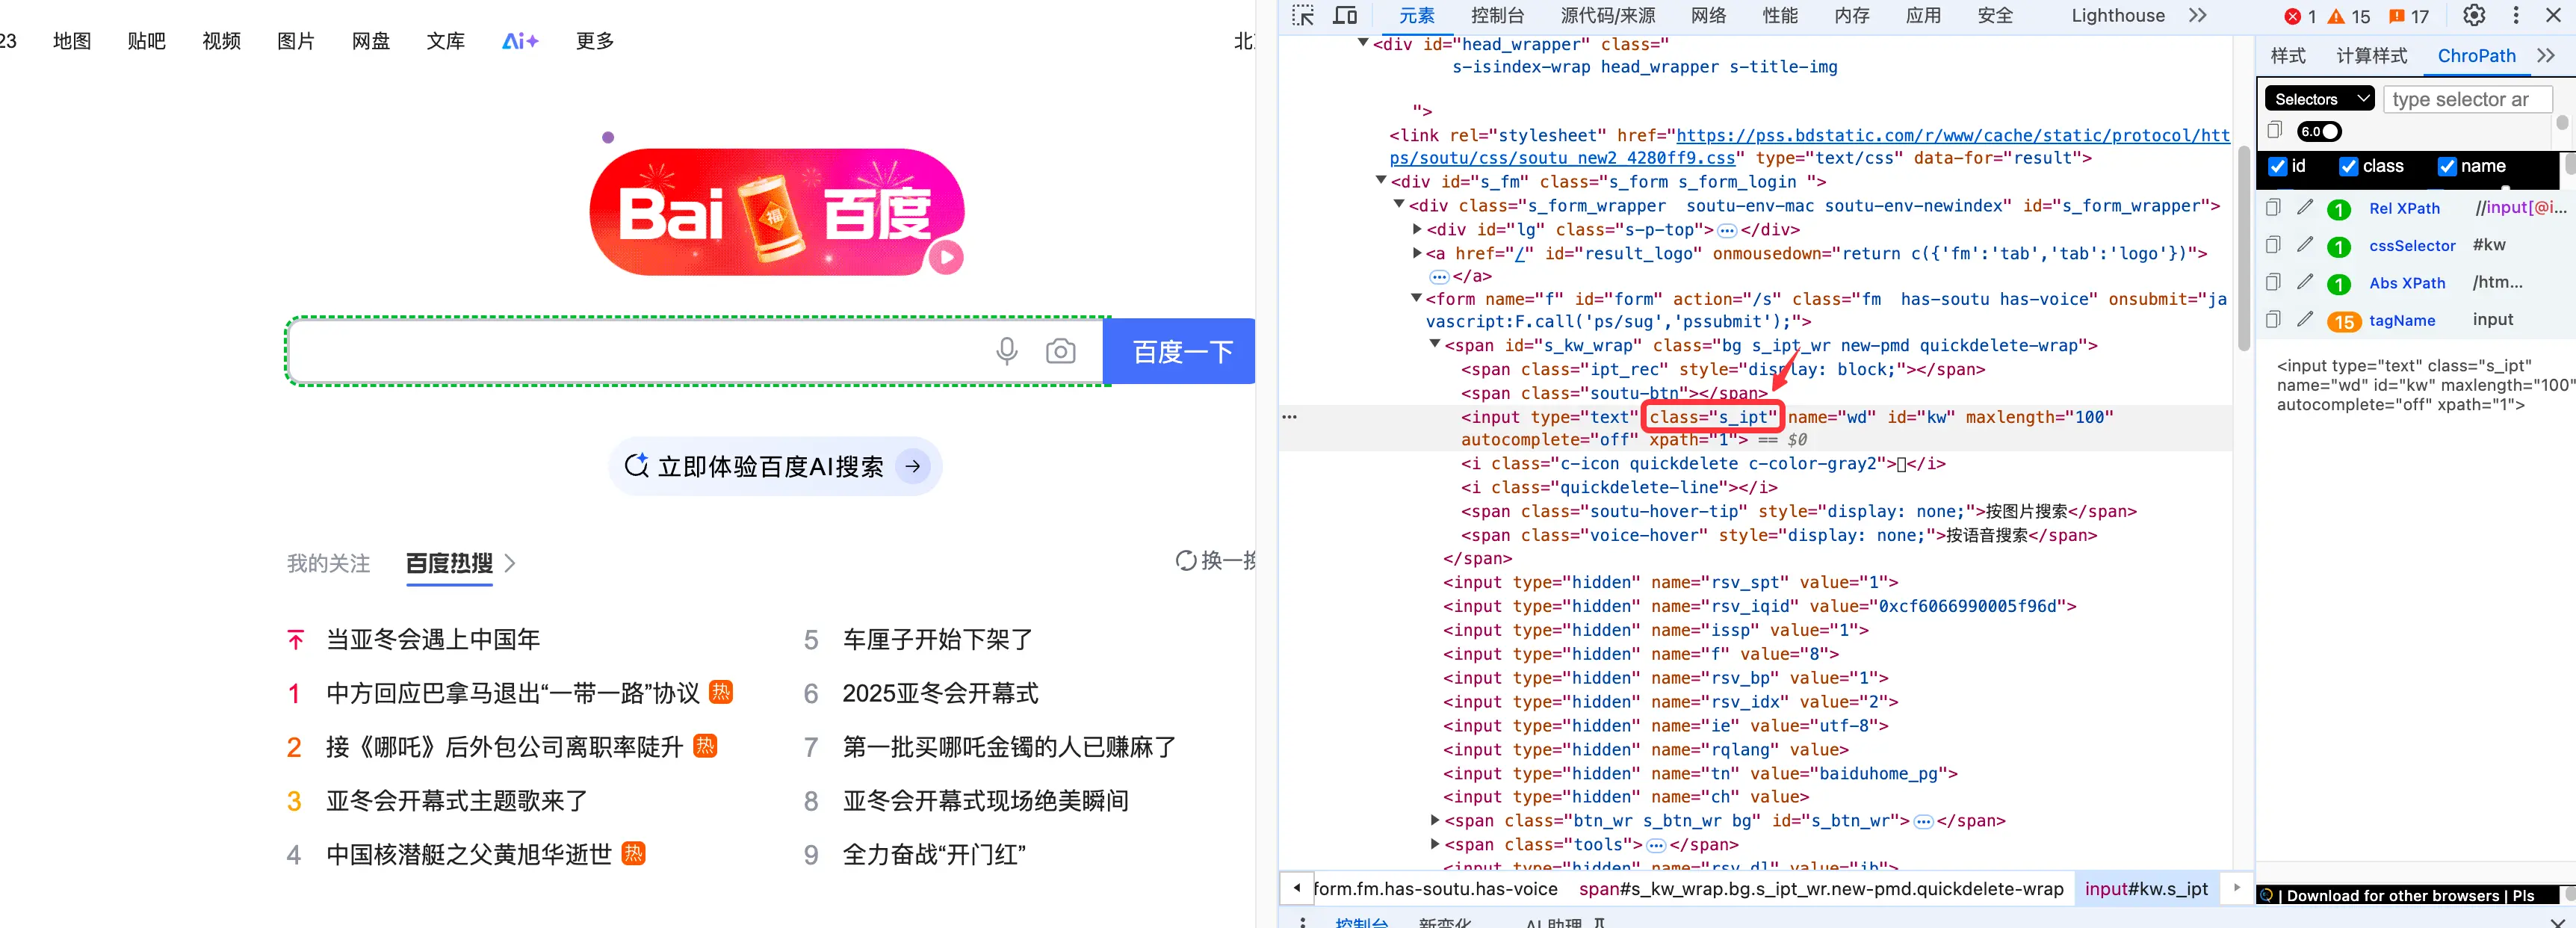 23 地图 贴吧 视频 图片 网盘 文库 Ai+ 更多
Bai 福 百度
百度一下
立即体验百度AI搜索
我的关注 百度热搜
当亚冬会遇上中国年
1 中方回应巴拿马退出“一带一路”协议 热
2 接《哪吒》后外包公司离职率陡升 热
3 亚冬会开幕式主题歌来了
4 中国核潜艇之父黄旭华逝世 热
换一
5 车厘子开始下架了
6 2025亚冬会开幕式
7 第一批买哪吒金镯的人已赚麻了
8 亚冬会开幕式现场绝美瞬间
9 全力奋战“开门红”
元素 控制台 源代码/来源 网络 性能 内存 应用 安全 Lighthouse 1 15 17
<div id="head_wrapper" class="
s-isindex-wrap head_wrapper s-title-img
">
<link rel="stylesheet" href="https://pss.bdstatic.com/r/www/cache/static/protocol/htt
ps/soutu/css/soutu_new2_4280ff9.css" type="text/css" data-for="result">
<div id="s_fm" class="s_form s_form_login ">
<div class="s_form_wrapper  soutu-env-mac soutu-env-newindex" id="s_form_wrapper">
<div id="lg" class="s-p-top">…</div>
<a href="/" id="result_logo" onmousedown="return c({'fm':'tab','tab':'logo'})">
…</a>
<form name="f" id="form" action="/s" class="fm  has-soutu has-voice" onsubmit="ja
vascript:F.call('ps/sug','pssubmit');">
<span id="s_kw_wrap" class="bg s_ipt_wr new-pmd quickdelete-wrap">
<span class="ipt_rec" style="display: block;"></span>
<span class="soutu-btn"></span>
<input type="text" class="s_ipt" name="wd" id="kw" maxlength="100"
autocomplete="off" xpath="1"> == $0
<i class="c-icon quickdelete c-color-gray2"></i>
<i class="quickdelete-line"></i>
<span class="soutu-hover-tip" style="display: none;">按图片搜索</span>
<span class="voice-hover" style="display: none;">按语音搜索</span>
</span>
<input type="hidden" name="rsv_spt" value="1">
<input type="hidden" name="rsv_iqid" value="0xcf6066990005f96d">
<input type="hidden" name="issp" value="1">
<input type="hidden" name="f" value="8">
<input type="hidden" name="rsv_bp" value="1">
<input type="hidden" name="rsv_idx" value="2">
<input type="hidden" name="ie" value="utf-8">
<input type="hidden" name="rqlang" value>
<input type="hidden" name="tn" value="baiduhome_pg">
<input type="hidden" name="ch" value>
<span class="btn_wr s_btn_wr bg" id="s_btn_wr">…</span>
<span class="tools">…</span>
<input type="hidden" name="rsv_dl" value="ib">
form.fm.has-soutu.has-voice span#s_kw_wrap.bg.s_ipt_wr.new-pmd.quickdelete-wrap input#kw.s_ipt
控制台 新变化 AI 助理
样式 计算样式 ChroPath
Selectors type selector ar
6.0
id class name
1 Rel XPath //input[@i...
1 cssSelector #kw
1 Abs XPath /htm...
15 tagName input
<input type="text" class="s_ipt"
name="wd" id="kw" maxlength="100"
autocomplete="off" xpath="1">
| Download for other browsers | Pls